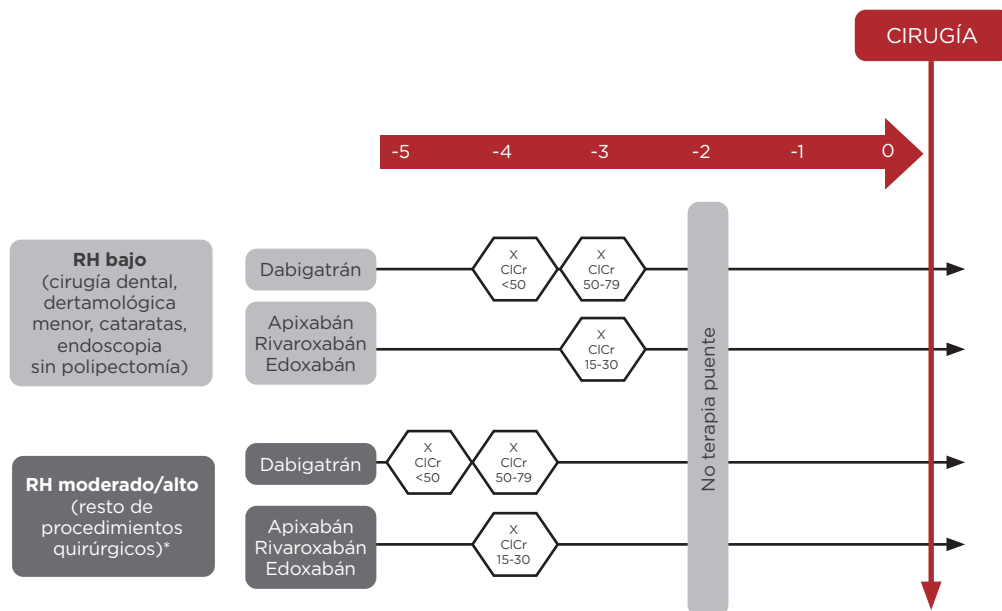 CIRUGÍA
-5 -4 -3 -2 -1 0
RH bajo
(cirugía dental,
dertamológica
menor, cataratas,
endoscopia
sin polipectomía)
Dabigatrán
X
ClCr
<50
X
ClCr
50-79
Apixabán
Rivaroxabán
Edoxabán
X
ClCr
15-30
No terapia puente
RH moderado/alto
(resto de
procedimientos
quirúrgicos)*
Dabigatrán
X
ClCr
<50
X
ClCr
50-79
Apixabán
Rivaroxabán
Edoxabán
X
ClCr
15-30